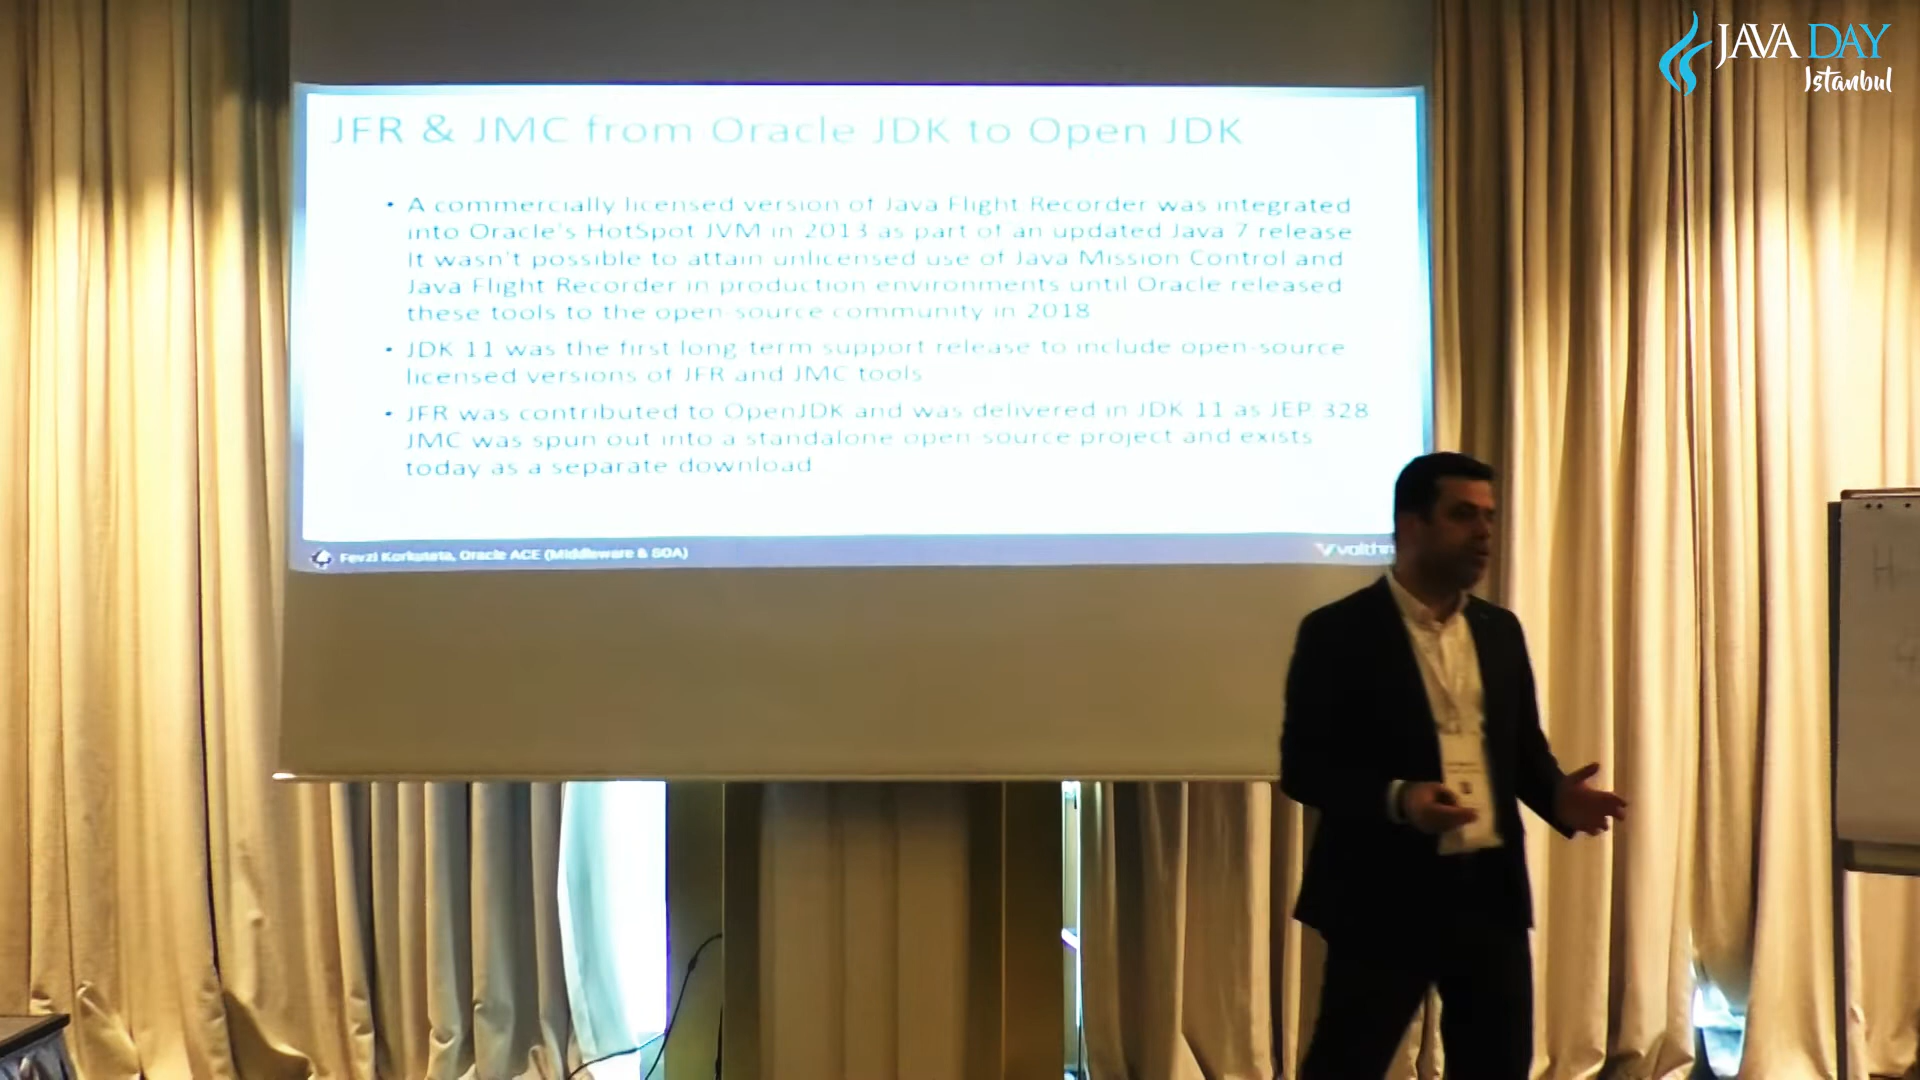 JAVA DAY
Istanbul
JFR & JMC from Oracle JDK to Open JDK
• A commercially licensed version of Java Flight Recorder was integrated
into Oracle's HotSpot JVM in 2013 as part of an updated Java 7 release
It wasn't possible to attain unlicensed use of Java Mission Control and
Java Flight Recorder in production environments until Oracle released
these tools to the open source community in 2018
• JDK 11 was the first long term support release to include open-source
licensed versions of JFR and JMC tools
• JFR was contributed to OpenJDK and was delivered in JDK 11 as JEP 328
JMC was spun out into a standalone open source project and exists
today as a separate download
Fevzi Korkutata, Oracle ACE (Middleware & SOA)